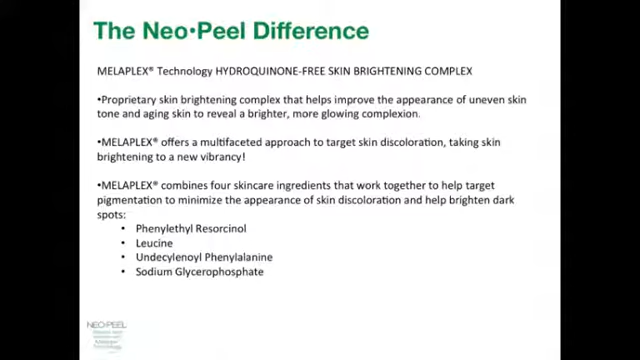 The Neo•Peel Difference
MELAPLEX® Technology HYDROQUINONE-FREE SKIN BRIGHTENING COMPLEX
•Proprietary skin brightening complex that helps improve the appearance of uneven skin
tone and aging skin to reveal a brighter, more glowing complexion.
•MELAPLEX® offers a multifaceted approach to target skin discoloration, taking skin
brightening to a new vibrancy!
•MELAPLEX® combines four skincare ingredients that work together to help target
pigmentation to minimize the appearance of skin discoloration and help brighten dark
spots:
• Phenylethyl Resorcinol
• Leucine
• Undecylenoyl Phenylalanine
• Sodium Glycerophosphate
NEO•PEEL